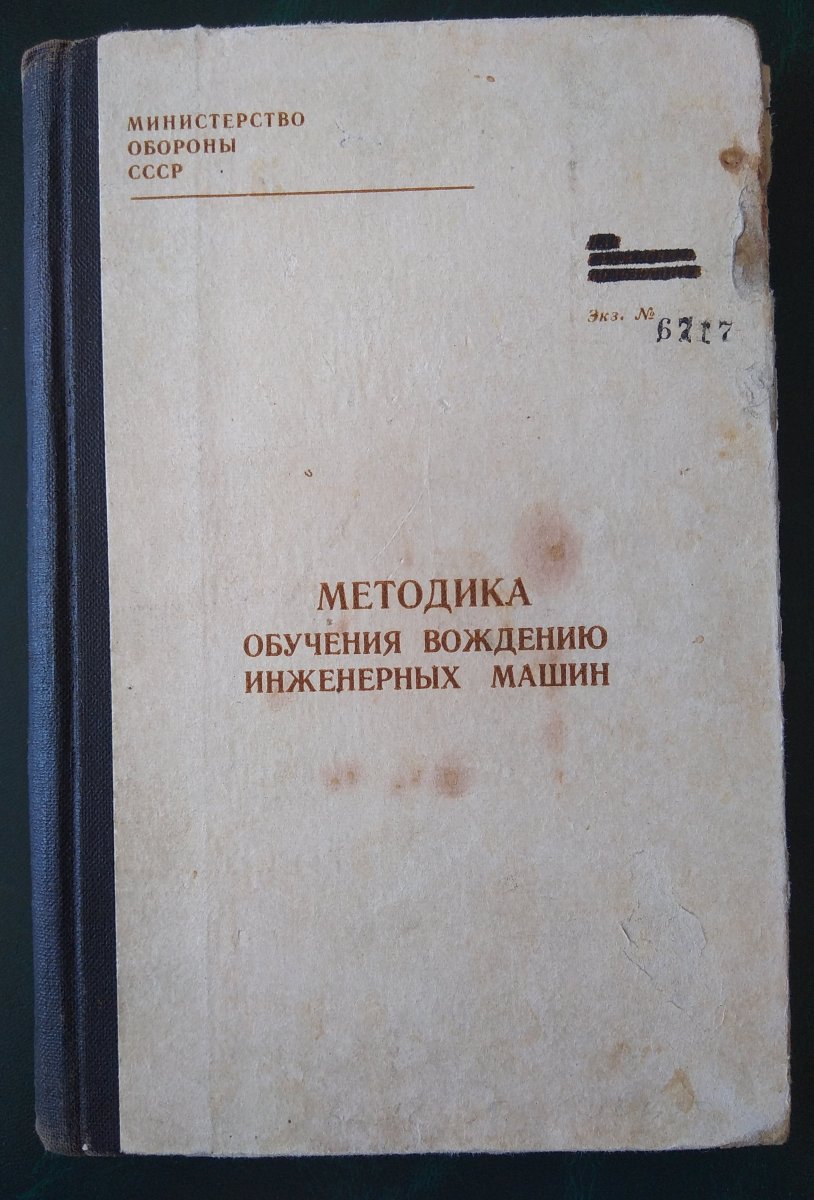 МИНИСТЕРСТВО
ОБОРОНЫ
СССР
Экз. №
МЕТОДИКА
ОБУЧЕНИЯ ВОЖДЕНИЮ
ИНЖЕНЕРНЫХ МАШИН